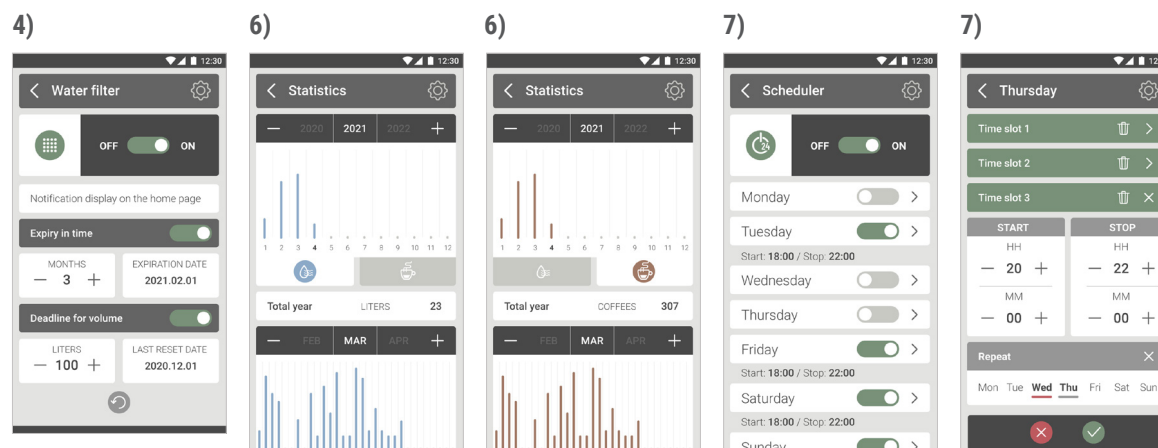 4)
12:30
Water filter
OFF ON
Notification display on the home page
Expiry in time
MONTHS EXPIRATION DATE
— 3 + 2021.02.01
Deadline for volume
LITERS LAST RESET DATE
— 100 + 2020.12.01
6)
12:30
Statistics
— 2020 2021 2022 +
1 2 3 4 5 6 7 8 9 10 11 12
Total year LITERS 23
— FEB MAR APR +
6)
12:30
Statistics
— 2020 2021 2022 +
1 2 3 4 5 6 7 8 9 10 11 12
Total year COFFEES 307
— FEB MAR APR +
7)
12:30
Scheduler
24
OFF ON
Monday
Tuesday
Start: 18:00 / Stop: 22:00
Wednesday
Thursday
Friday
Start: 18:00 / Stop: 22:00
Saturday
Start: 18:00 / Stop: 22:00
Sunday
7)
12
Thursday
Time slot 1
Time slot 2
Time slot 3
START STOP
HH HH
— 20 + — 22 +
MM MM
— 00 + — 00 +
Repeat
Mon Tue Wed Thu Fri Sat Sun